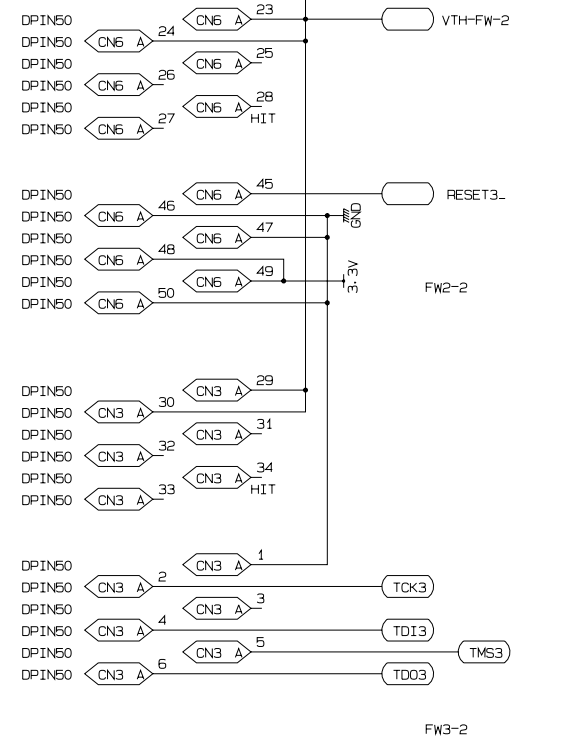 DPIN50 CN6 A 23 VTH-FW-2
DPIN50 CN6 A 24
DPIN50 CN6 A 25
DPIN50 CN6 A 26
DPIN50 CN6 A 28
HIT
DPIN50 CN6 A 27
DPIN50 CN6 A 45 RESET3_
DPIN50 CN6 A 46 GND
DPIN50 CN6 A 47
DPIN50 CN6 A 48
DPIN50 CN6 A 49 3.3V
FW2-2
DPIN50 CN6 A 50
DPIN50 CN3 A 29
DPIN50 CN3 A 30
DPIN50 CN3 A 31
DPIN50 CN3 A 32
DPIN50 CN3 A 34
HIT
DPIN50 CN3 A 33
DPIN50 CN3 A 1
DPIN50 CN3 A 2 TCK3
DPIN50 CN3 A 3
DPIN50 CN3 A 4 TDI3
DPIN50 CN3 A 5 TMS3
DPIN50 CN3 A 6 TDO3
FW3-2